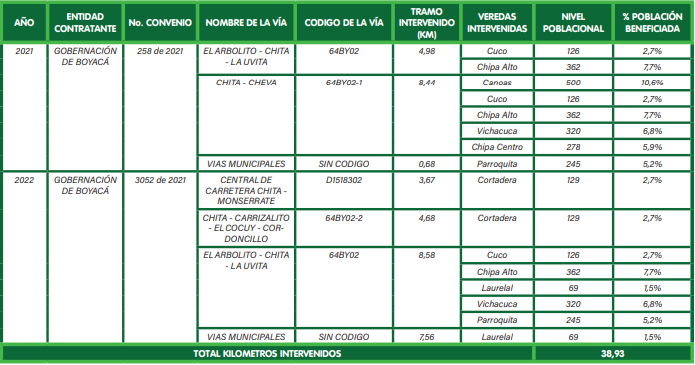 AÑO ENTIDAD CONTRATANTE No. CONVENIO NOMBRE DE LA VÍA CODIGO DE LA VÍA TRAMO INTERVENIDO (KM) VEREDAS INTERVENIDAS NIVEL POBLACIONAL % POBLACIÓN BENEFICIADA
2021 GOBERNACIÓN 258 de 2021 EL ARBOLITO - CHITA 64BY02 4,98 Cuco 126 2,7%
DE BOYACÁ - LA UVITA Chipa Alto 362 7,7%
CHITA - CHEVA 64BY02-1 8,44 Canoas 500 10,6%
Cuco 126 2,7%
Chipa Alto 362 7,7%
Vichacuca 320 6,8%
Chipa Centro 278 5,9%
VIAS MUNICIPALES SIN CODIGO 0,68 Parroquita 245 5,2%
2022 GOBERNACIÓN 3052 de 2021 CENTRAL DE D1518302 3,67 Cortadera 129 2,7%
DE BOYACÁ CARRETERA CHITA -
MONSERRATE
CHITA - CARRIZALITO 64BY02-2 4,68 Cortadera 129 2,7%
- EL COCUY - COR-
DONCILLO
EL ARBOLITO - CHITA 64BY02 8,58 Cuco 126 2,7%
- LA UVITA Chipa Alto 362 7,7%
Laurelal 69 1,5%
Vichacuca 320 6,8%
Parroquita 245 5,2%
VIAS MUNICIPALES SIN CODIGO 7,56 Laurelal 69 1,5%
TOTAL KILOMETROS INTERVENIDOS 38,93